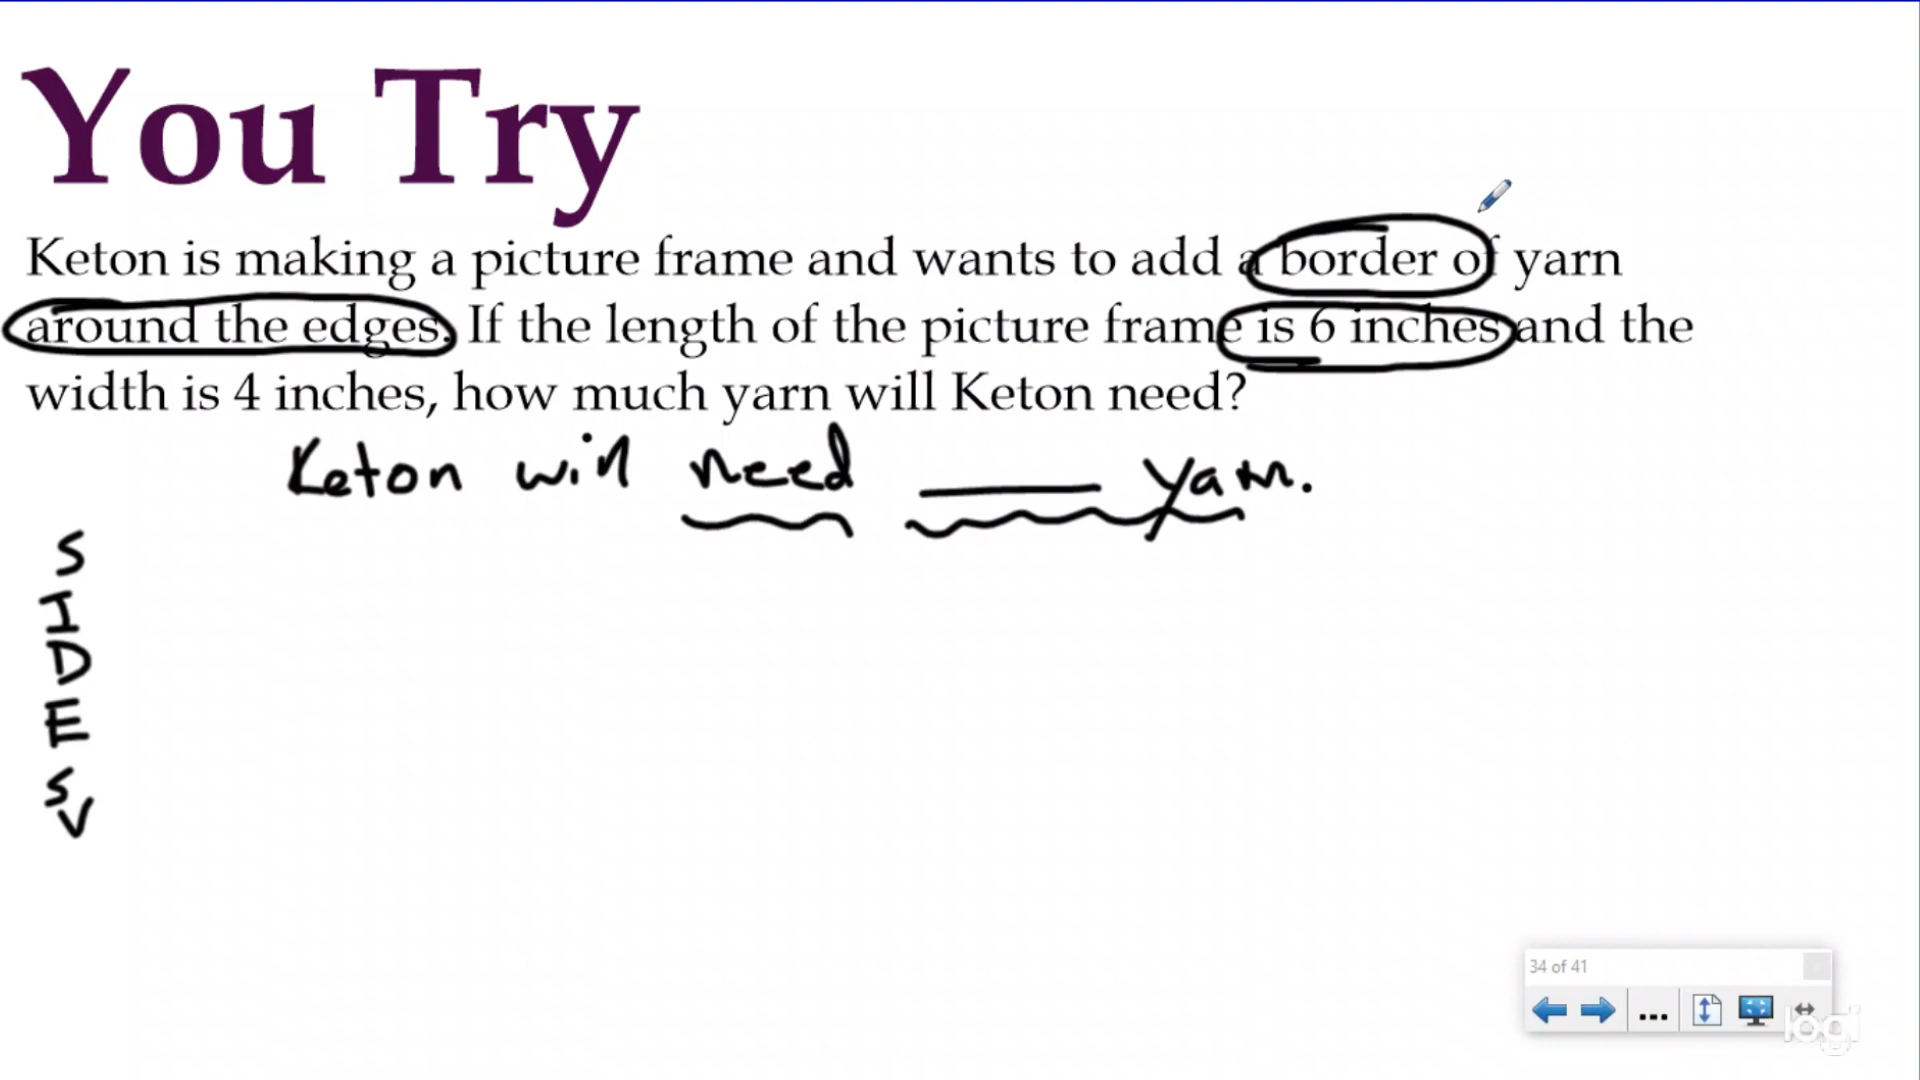 You Try
Keton is making a picture frame and wants to add a border of yarn
around the edges. If the length of the picture frame is 6 inches and the
width is 4 inches, how much yarn will Keton need?
Keton will need ____ yarn.
S
I
D
E
S
V
34 of 41
...
logi